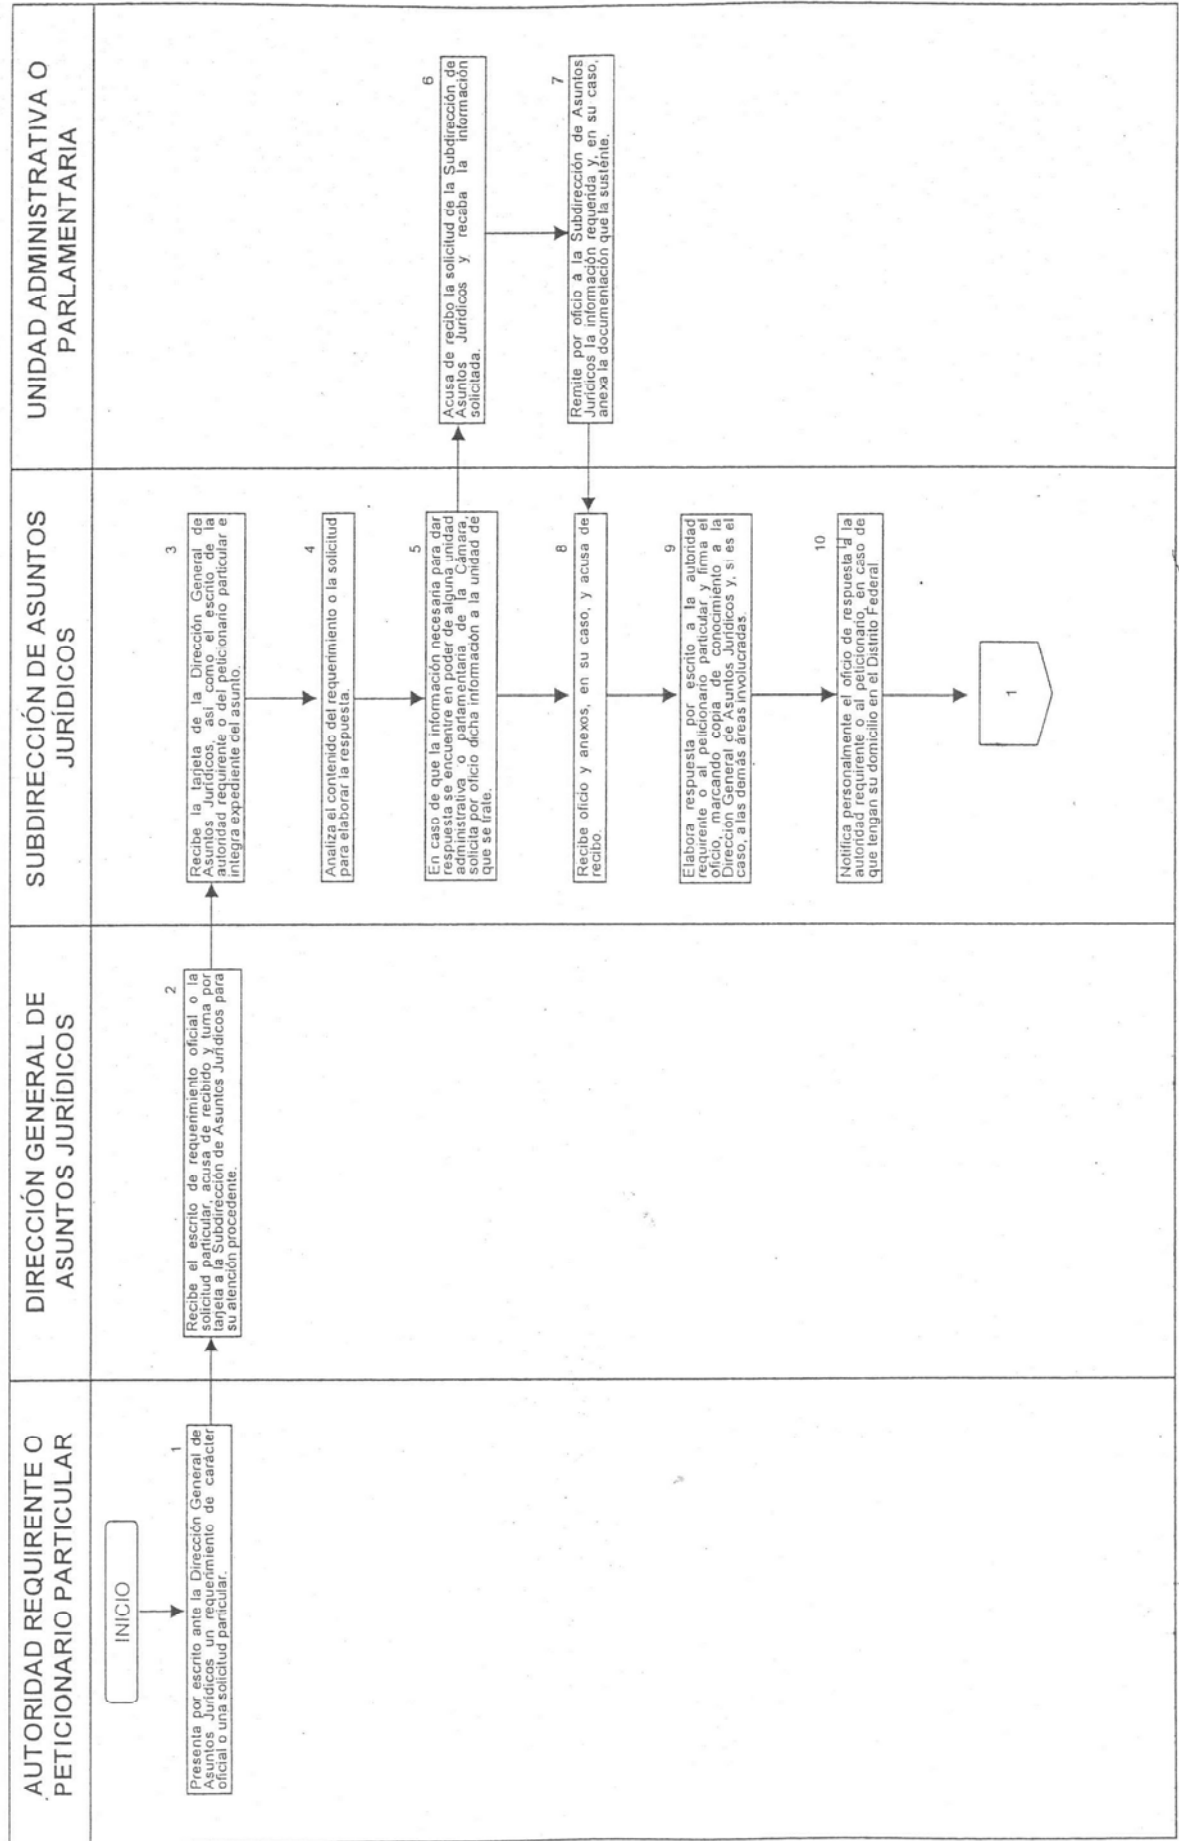 AUTORIDAD REQUIRENTE O
PETICIONARIO PARTICULAR
DIRECCIÓN GENERAL DE
ASUNTOS JURÍDICOS
SUBDIRECCIÓN DE ASUNTOS
JURÍDICOS
UNIDAD ADMINISTRATIVA O
PARLAMENTARIA
INICIO
1
Presenta por escrito ante la Dirección General de
Asuntos Jurídicos un requerimiento de carácter
oficial o una solicitud particular.
2
Recibe el escrito de requerimiento oficial o la
solicitud particular, acusa de recibido y turna por
tarjeta a la Subdirección de Asuntos Jurídicos para
su atención procedente.
3
Recibe la tarjeta de la Dirección General de
Asuntos Jurídicos, así como el escrito de la
autoridad requirente o del peticionario particular e
integra expediente del asunto.
4
Analiza el contenido del requerimiento o la solicitud
para elaborar la respuesta.
5
En caso de que la información necesaria para dar
respuesta se encuentre en poder de alguna unidad
administrativa o parlamentaria de la Cámara,
solicita por oficio dicha información a la unidad de
que se trate.
6
Acusa de recibo la solicitud de la Subdirección de
Asuntos Jurídicos y recaba la información
solicitada.
7
Remite por oficio a la Subdirección de Asuntos
Jurídicos la información requerida y, en su caso,
anexa la documentación que la sustente.
8
Recibe oficio y anexos, en su caso, y acusa de
recibo.
9
Elabora respuesta por escrito a la autoridad
requirente o al peticionario particular y firma el
oficio, marcando copia de conocimiento a la
Dirección General de Asuntos Jurídicos y, si es el
caso, a las demás áreas involucradas.
10
Notifica personalmente el oficio de respuesta a la
autoridad requirente o al peticionario, en caso de
que tengan su domicilio en el Distrito Federal
1